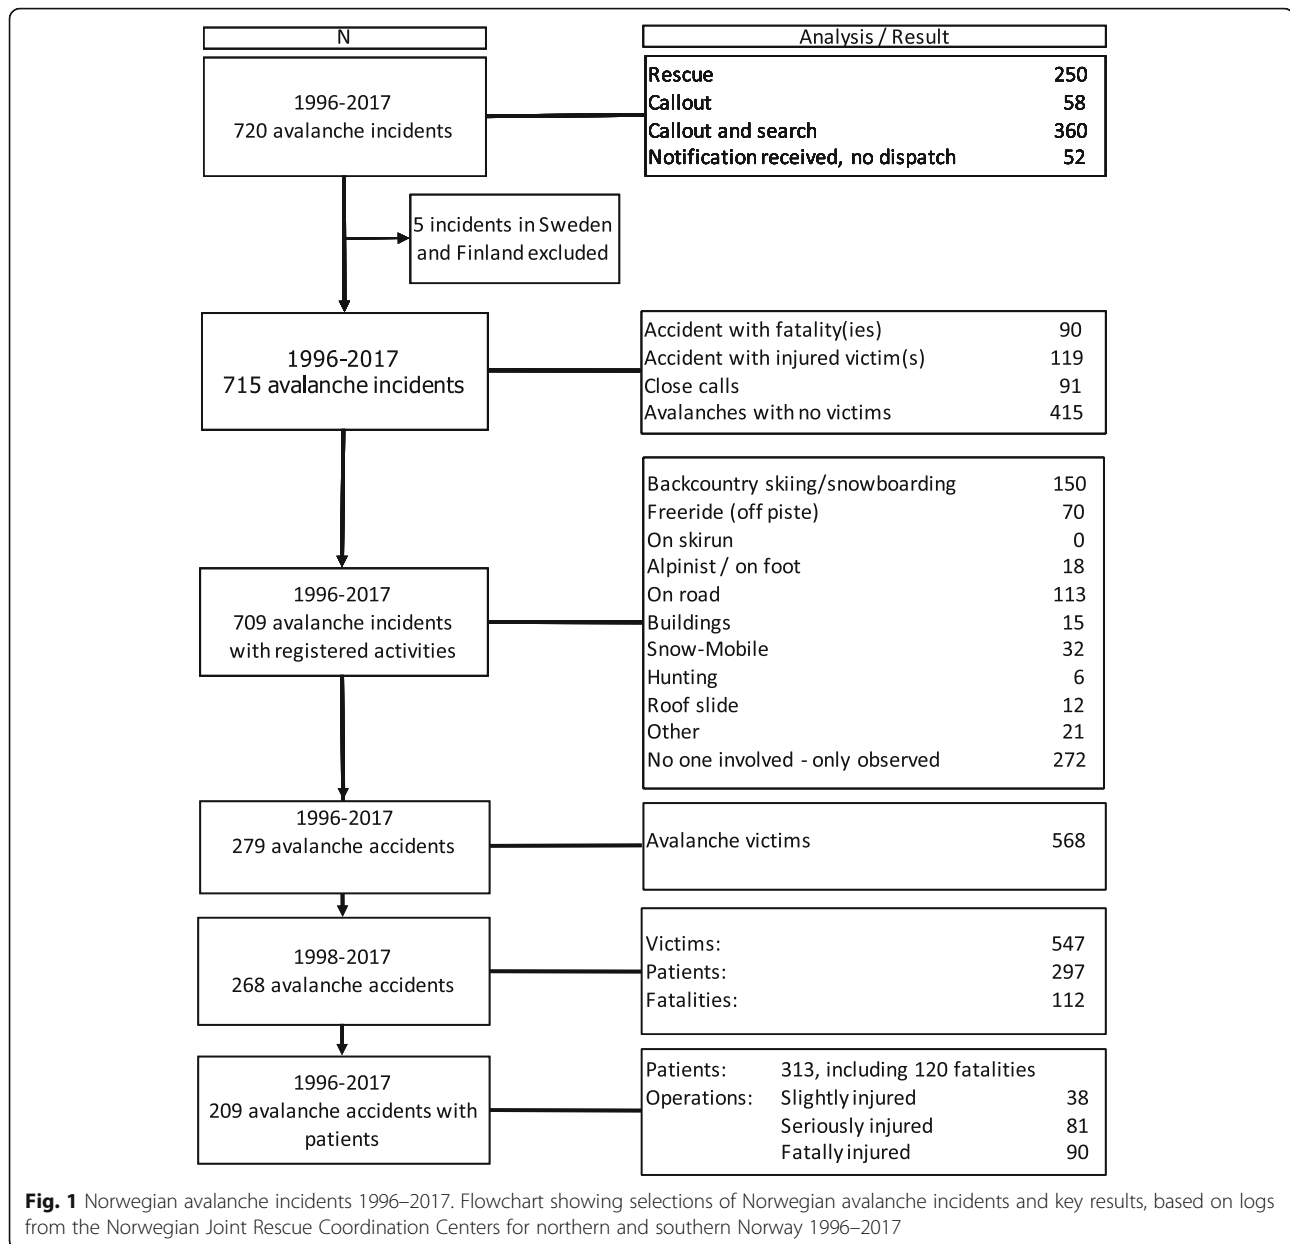 N
Analysis / Result
1996-2017
720 avalanche incidents
Rescue 250
Callout 58
Callout and search 360
Notification received, no dispatch 52
5 incidents in Sweden
and Finland excluded
1996-2017
715 avalanche incidents
Accident with fatality(ies) 90
Accident with injured victim(s) 119
Close calls 91
Avalanches with no victims 415
1996-2017
709 avalanche incidents
with registered activities
Backcountry skiing/snowboarding 150
Freeride (off piste) 70
On skirun 0
Alpinist / on foot 18
On road 113
Buildings 15
Snow-Mobile 32
Hunting 6
Roof slide 12
Other 21
No one involved - only observed 272
1996-2017
279 avalanche accidents
Avalanche victims 568
1998-2017
268 avalanche accidents
Victims: 547
Patients: 297
Fatalities: 112
1996-2017
209 avalanche accidents with
patients
Patients: 313, including 120 fatalities
Operations: Slightly injured 38
Seriously injured 81
Fatally injured 90
Fig. 1 Norwegian avalanche incidents 1996–2017. Flowchart showing selections of Norwegian avalanche incidents and key results, based on logs
from the Norwegian Joint Rescue Coordination Centers for northern and southern Norway 1996–2017